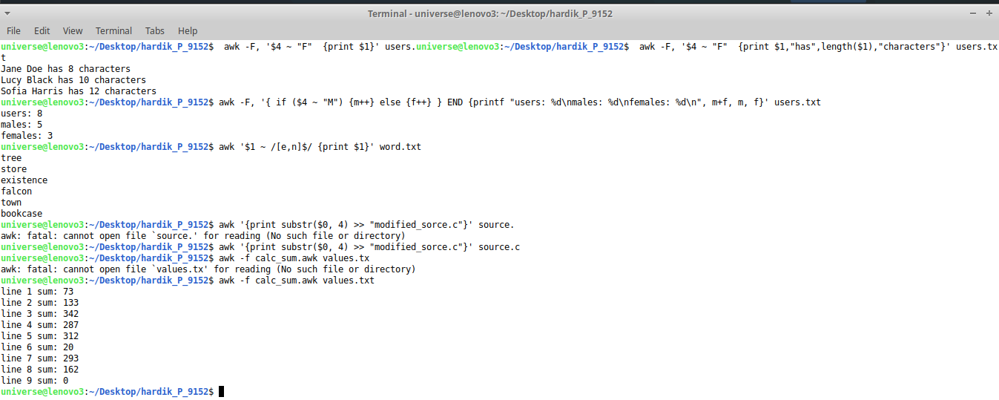 Terminal - universe@lenovo3: ~/Desktop/hardik_P_9152
File Edit View Terminal Tabs Help
universe@lenovo3:~/Desktop/hardik_P_9152$  awk -F, '$4 ~ "F"  {print $1}' users.universe@lenovo3:~/Desktop/hardik_P_9152$  awk -F, '$4 ~ "F"  {print $1,"has",length($1),"characters"}' users.tx
t
Jane Doe has 8 characters
Lucy Black has 10 characters
Sofia Harris has 12 characters
universe@lenovo3:~/Desktop/hardik_P_9152$ awk -F, '{ if ($4 ~ "M") {m++} else {f++} } END {printf "users: %d\nmales: %d\nfemales: %d\n", m+f, m, f}' users.txt
users: 8
males: 5
females: 3
universe@lenovo3:~/Desktop/hardik_P_9152$ awk '$1 ~ /[e,n]$/ {print $1}' word.txt
tree
store
existence
falcon
town
bookcase
universe@lenovo3:~/Desktop/hardik_P_9152$ awk '{print substr($0, 4) >> "modified_sorce.c"}' source.
awk: fatal: cannot open file `source.' for reading (No such file or directory)
universe@lenovo3:~/Desktop/hardik_P_9152$ awk '{print substr($0, 4) >> "modified_sorce.c"}' source.c
universe@lenovo3:~/Desktop/hardik_P_9152$ awk -f calc_sum.awk values.tx
awk: fatal: cannot open file `values.tx' for reading (No such file or directory)
universe@lenovo3:~/Desktop/hardik_P_9152$ awk -f calc_sum.awk values.txt
line 1 sum: 73
line 2 sum: 133
line 3 sum: 342
line 4 sum: 287
line 5 sum: 312
line 6 sum: 20
line 7 sum: 293
line 8 sum: 162
line 9 sum: 0
universe@lenovo3:~/Desktop/hardik_P_9152$